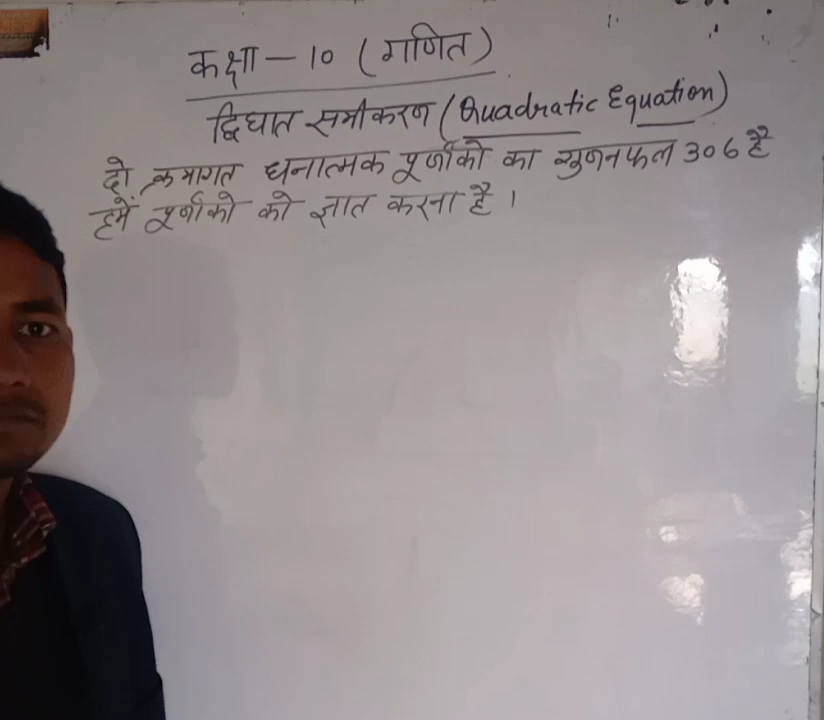 कक्षा - 10 (गणित)
द्विघात समीकरण (Quadratic Equation)
दो क्रमागत धनात्मक पूर्णांको का गुणनफल 306 है
हमें पूर्णांको को ज्ञात करना है ।